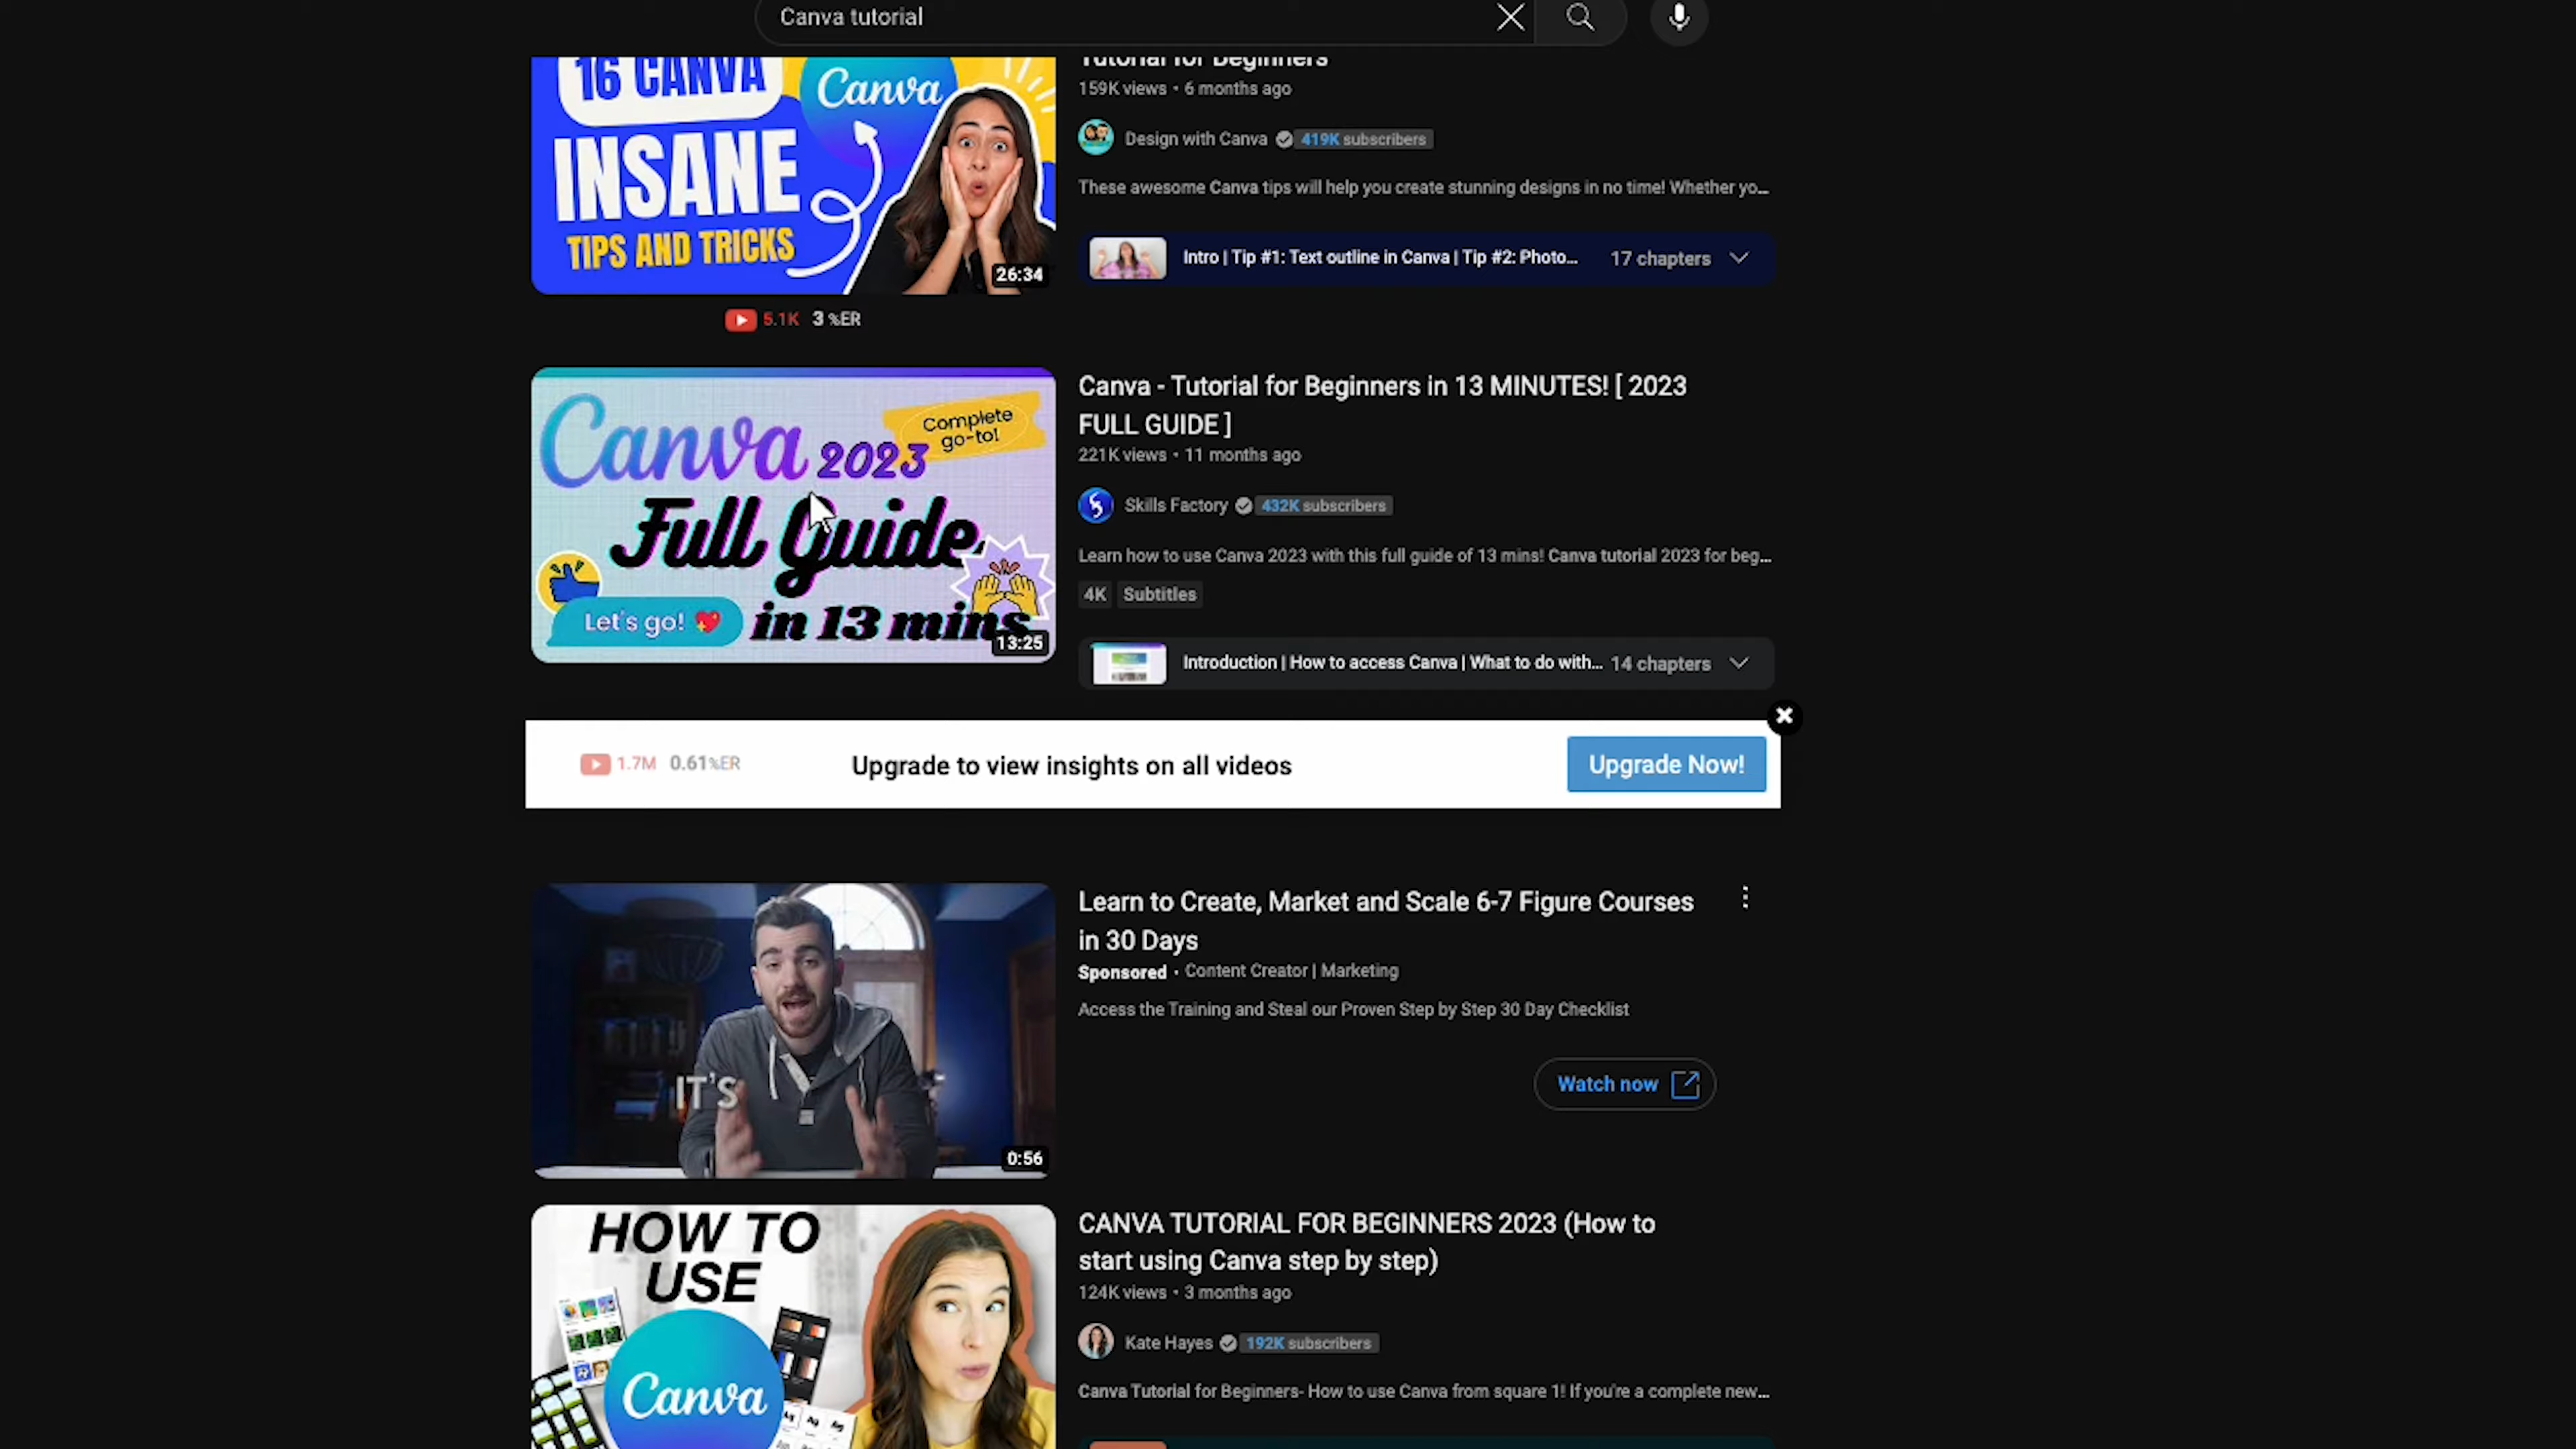 Canva tutorial
16 CANVA
INSANE
TIPS AND TRICKS
Canva
26:34
Tutorial for Beginners
159K views • 6 months ago
Design with Canva 419K subscribers
These awesome Canva tips will help you create stunning designs in no time! Whether yo...
Intro | Tip #1: Text outline in Canva | Tip #2: Photo... 17 chapters
5.1K 3 %ER
Canva 2023
Complete
go-to!
Full Guide
in 13 mins
Let's go!
13:25
Canva - Tutorial for Beginners in 13 MINUTES! [ 2023
FULL GUIDE ]
221K views • 11 months ago
Skills Factory 432K subscribers
Learn how to use Canva 2023 with this full guide of 13 mins! Canva tutorial 2023 for beg...
4K Subtitles
Introduction | How to access Canva | What to do with... 14 chapters
1.7M 0.61%ER Upgrade to view insights on all videos Upgrade Now!
IT'S
0:56
Learn to Create, Market and Scale 6-7 Figure Courses
in 30 Days
Sponsored • Content Creator | Marketing
Access the Training and Steal our Proven Step by Step 30 Day Checklist
Watch now
HOW TO
USE
Canva
CANVA TUTORIAL FOR BEGINNERS 2023 (How to
start using Canva step by step)
124K views • 3 months ago
Kate Hayes 192K subscribers
Canva Tutorial for Beginners- How to use Canva from square 1! If you're a complete new...